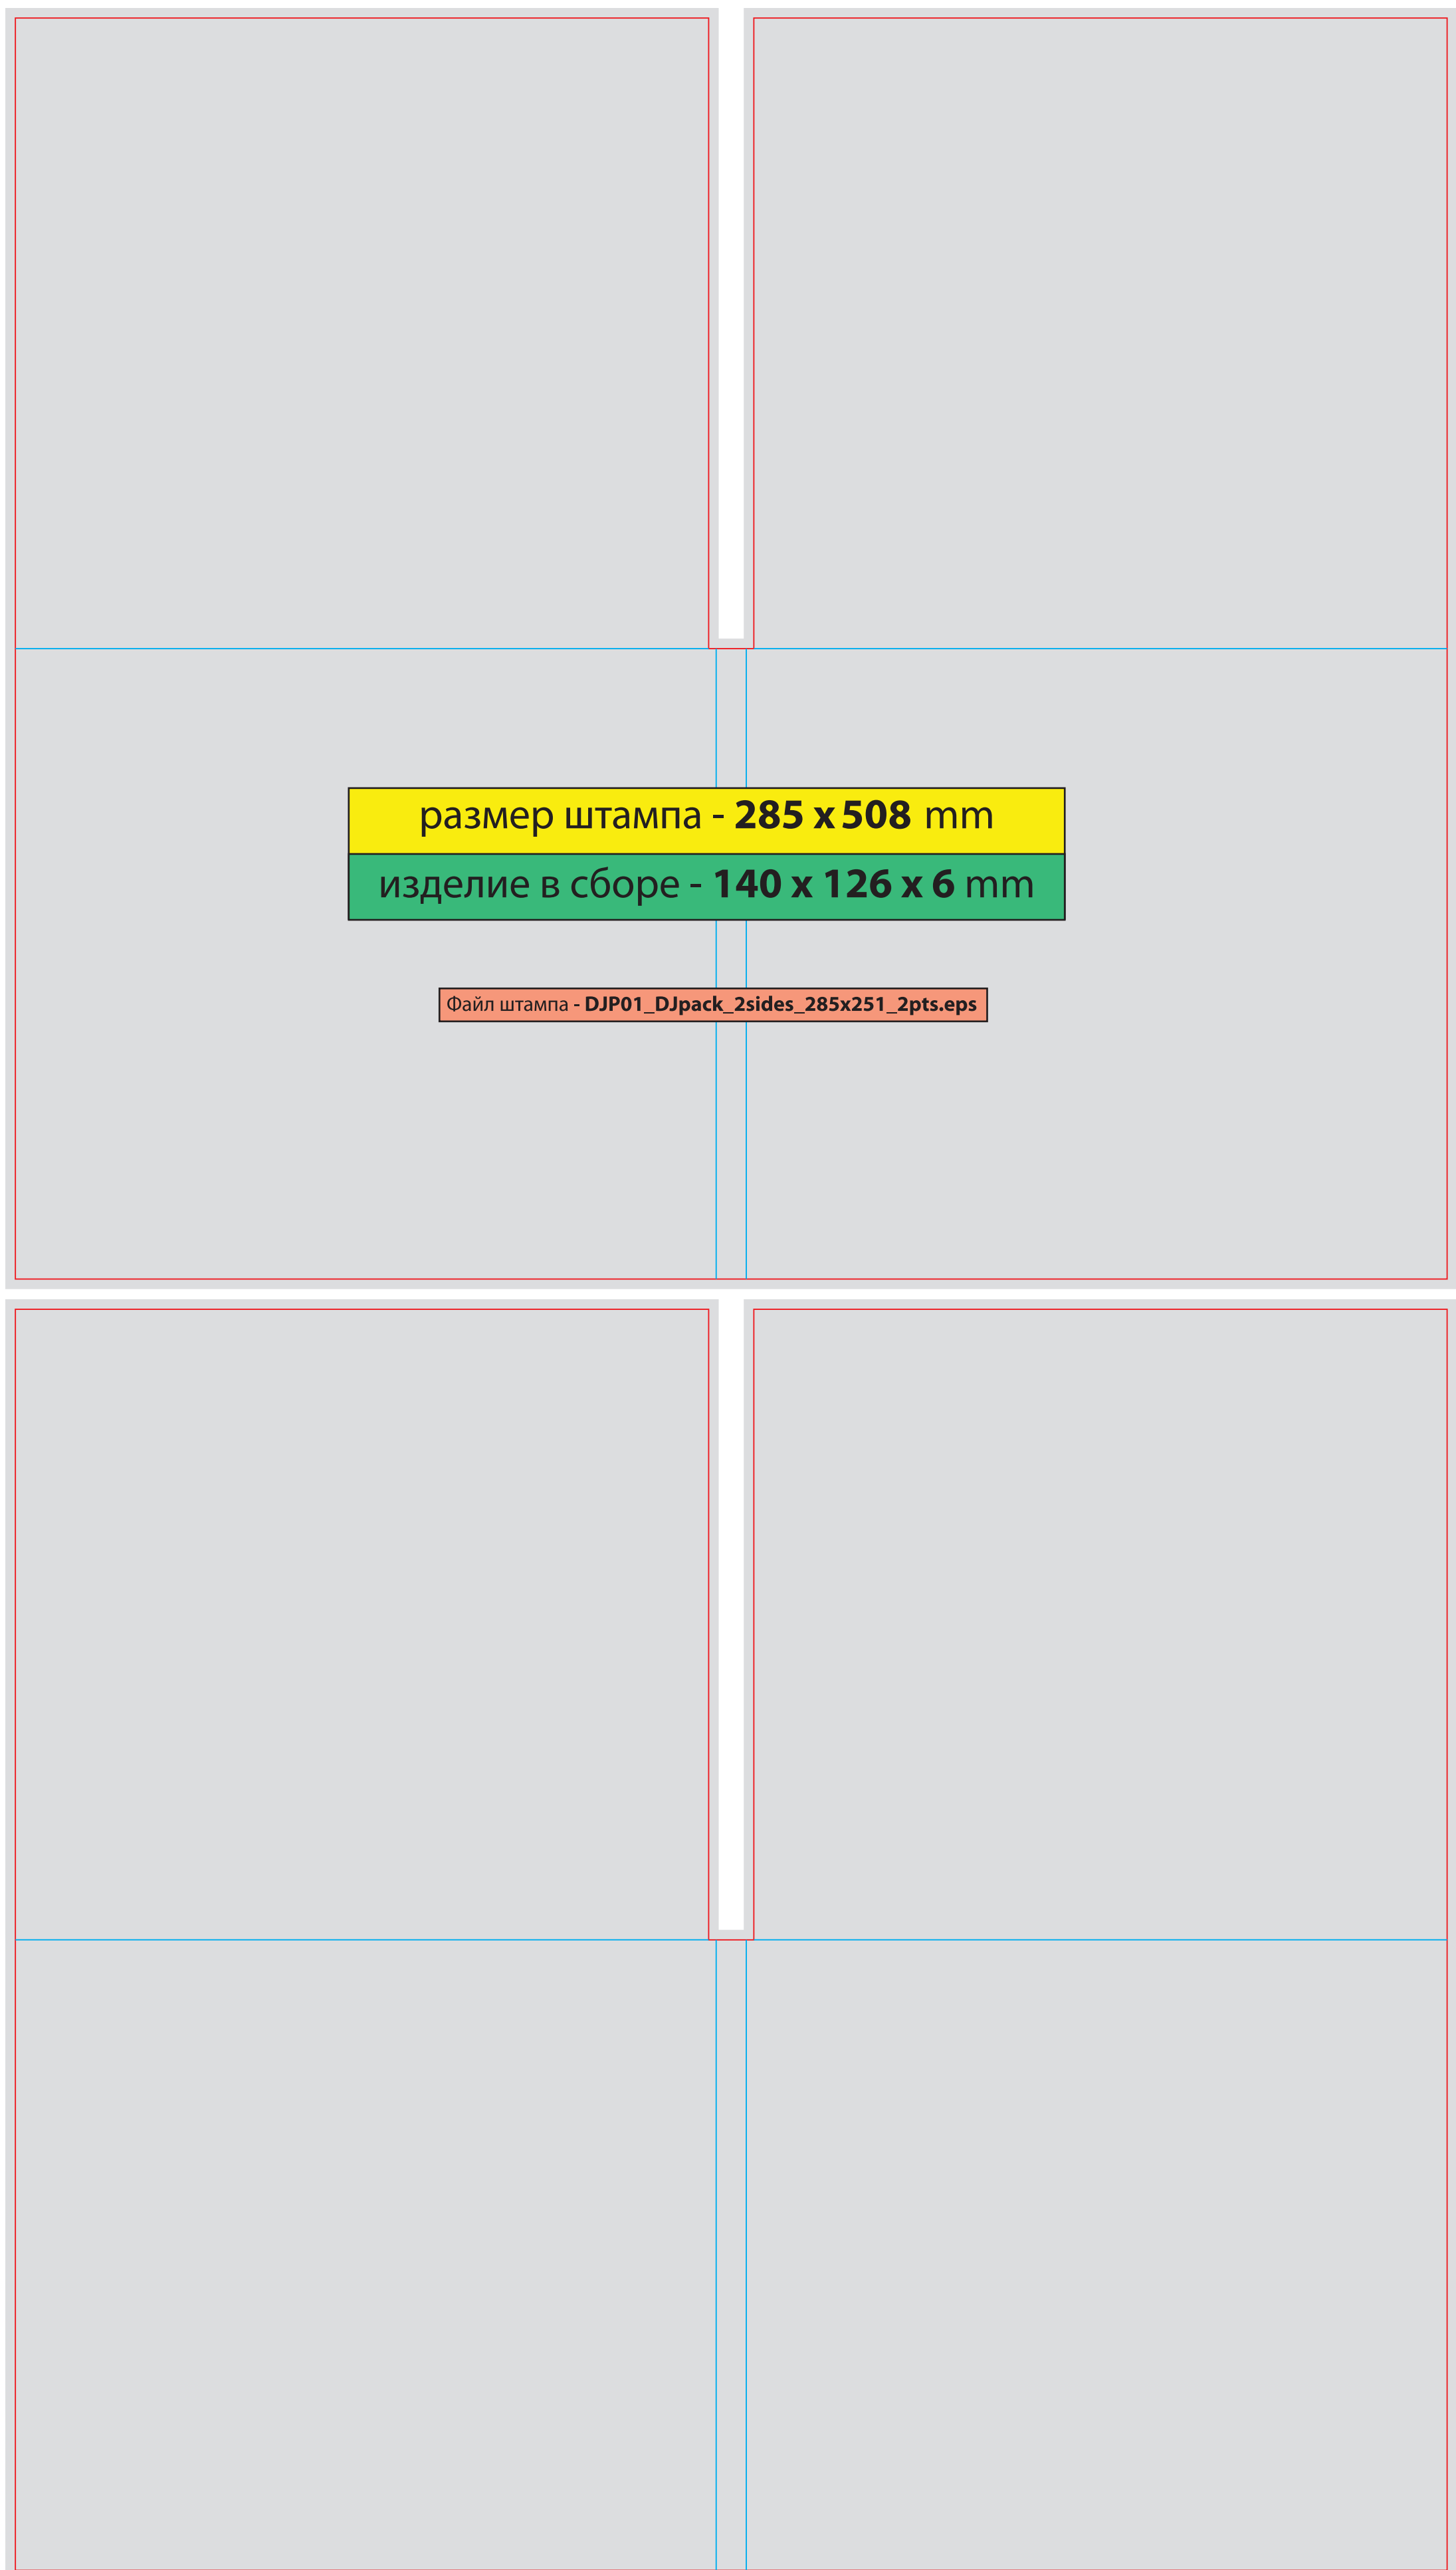 размер штампа - 285 x 508 mm
изделие в сборе - 140 x 126 x 6 mm
Файл штампа - DJP01_DJpack_2sides_285x251_2pts.eps